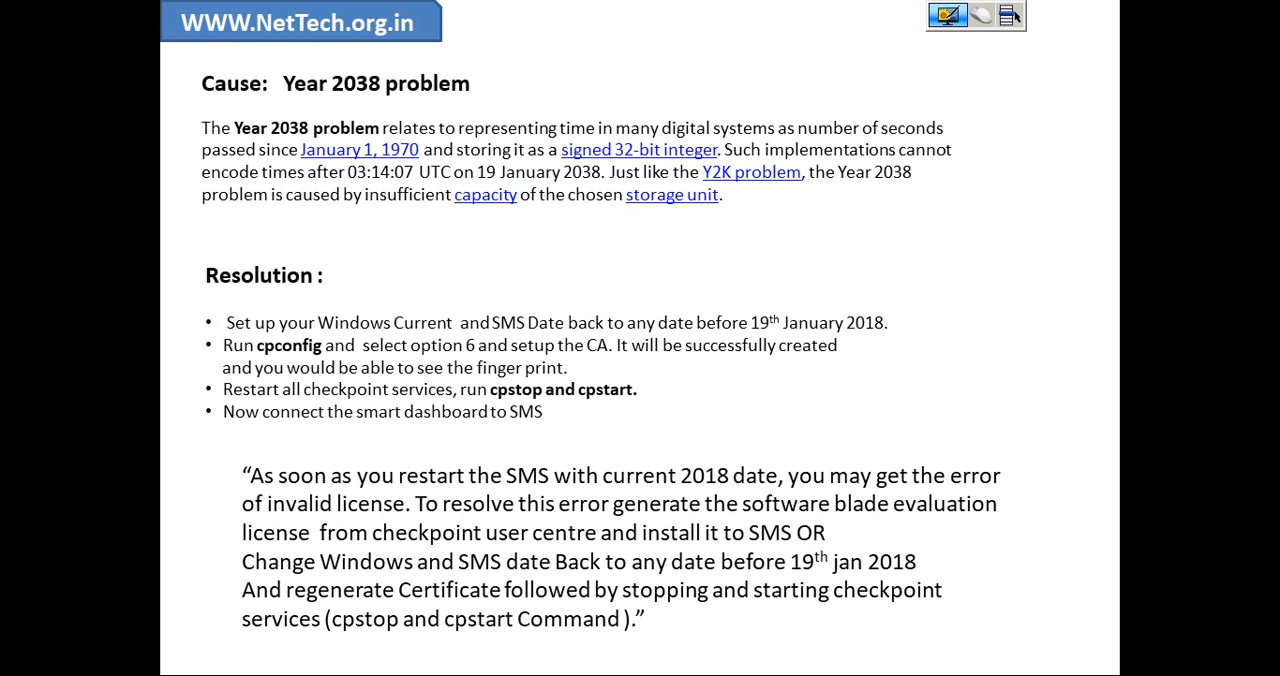 WWW.NetTech.org.in
Cause: Year 2038 problem
The Year 2038 problem relates to representing time in many digital systems as number of seconds
passed since January 1, 1970 and storing it as a signed 32-bit integer. Such implementations cannot
encode times after 03:14:07 UTC on 19 January 2038. Just like the Y2K problem, the Year 2038
problem is caused by insufficient capacity of the chosen storage unit.
Resolution :
• Set up your Windows Current and SMS Date back to any date before 19th January 2018.
• Run cpconfig and select option 6 and setup the CA. It will be successfully created
and you would be able to see the finger print.
• Restart all checkpoint services, run cpstop and cpstart.
• Now connect the smart dashboard to SMS
“As soon as you restart the SMS with current 2018 date, you may get the error
of invalid license. To resolve this error generate the software blade evaluation
license from checkpoint user centre and install it to SMS OR
Change Windows and SMS date Back to any date before 19th jan 2018
And regenerate Certificate followed by stopping and starting checkpoint
services (cpstop and cpstart Command ).”